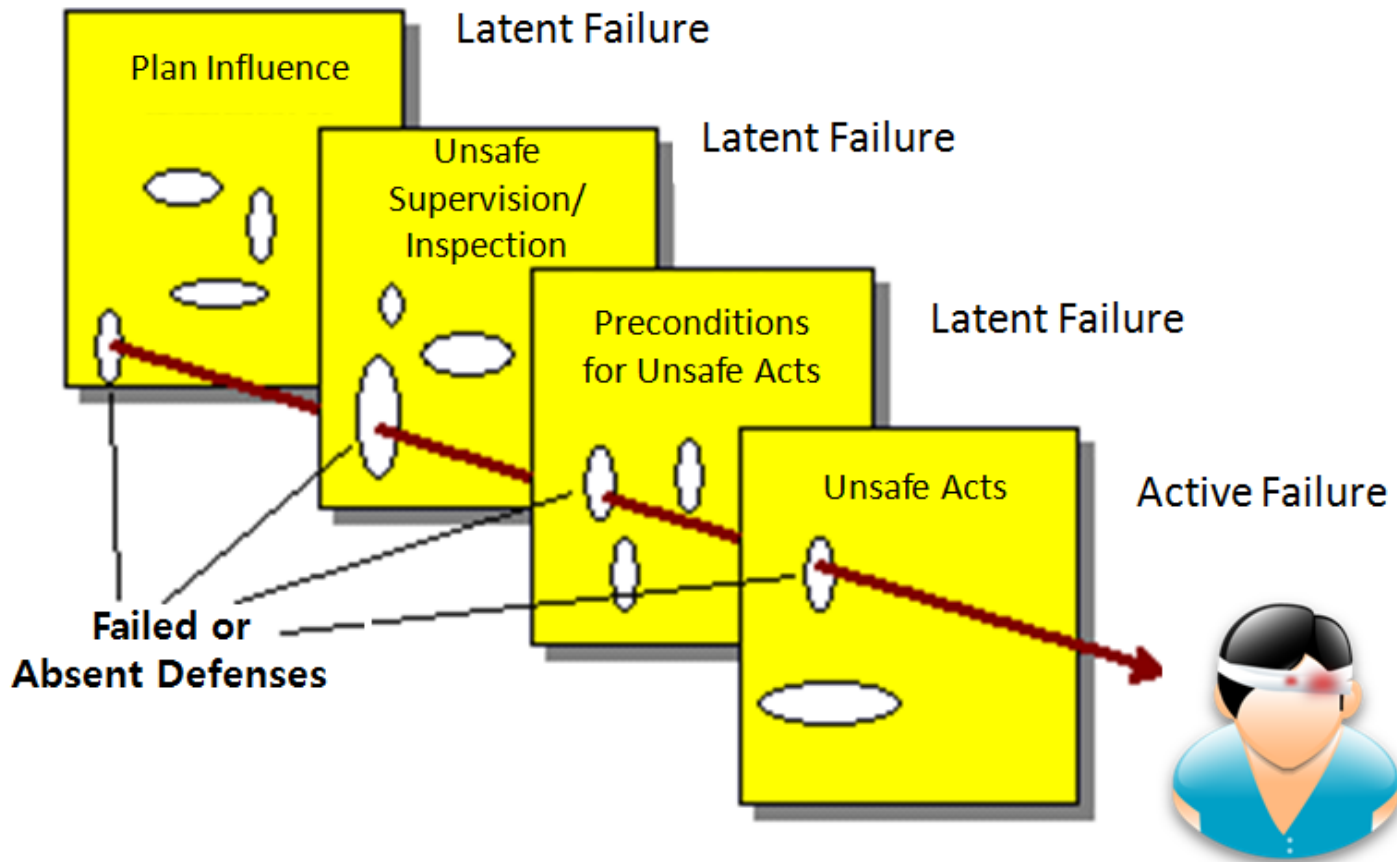 Latent Failure
Plan Influence
Latent Failure
Unsafe
Supervision/
Inspection
Latent Failure
Preconditions
for Unsafe Acts
Active Failure
Unsafe Acts
Failed or
Absent Defenses